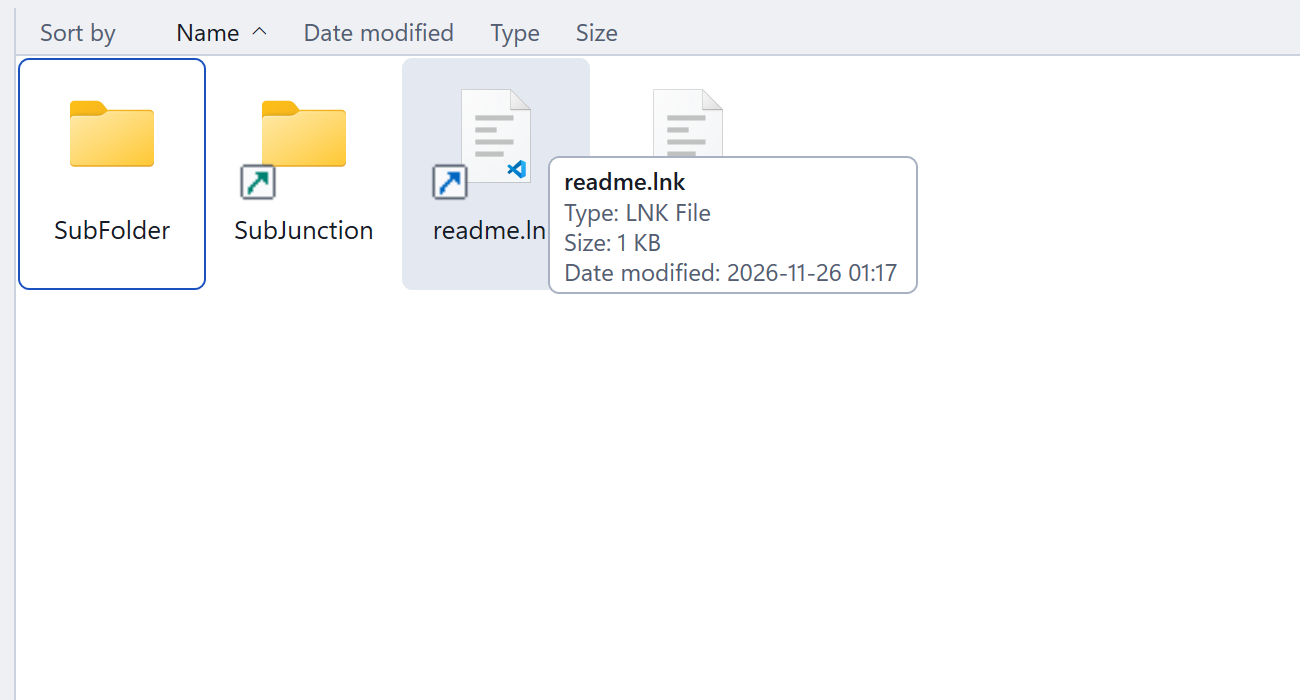 Sort by Name Date modified Type Size
SubFolder SubJunction readme.ln
readme.lnk
Type: LNK File
Size: 1 KB
Date modified: 2026-11-26 01:17